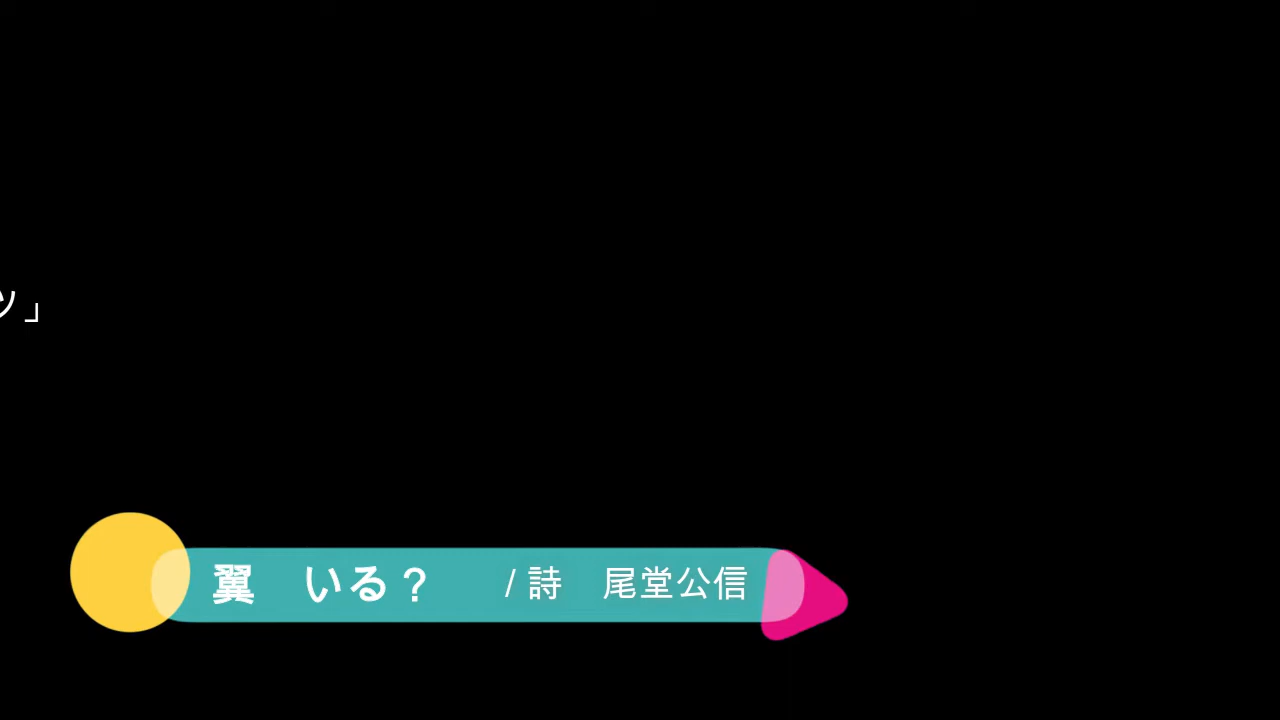 ツ」
翼　いる？　/ 詩　尾堂公信